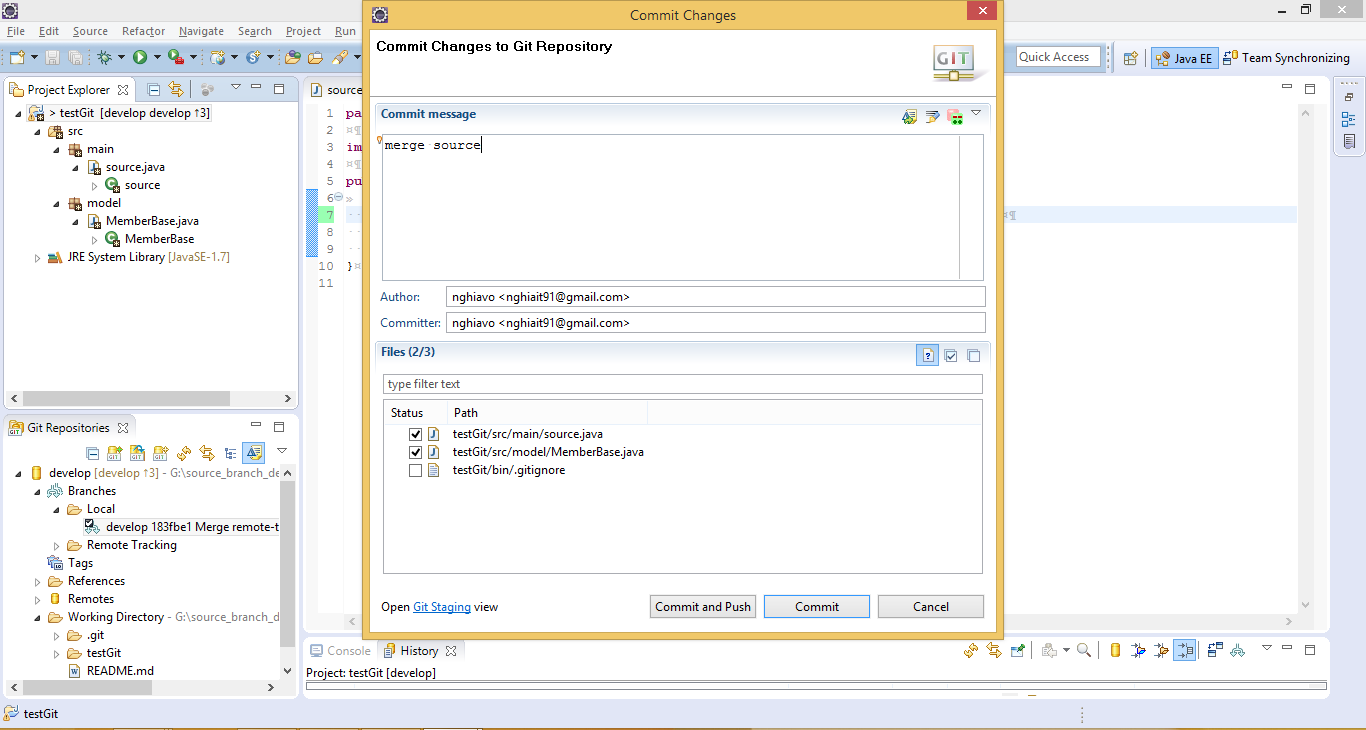 Commit Changes
File Edit Source Refactor Navigate Search Project Run
Quick Access
Java EE
Team Synchronizing
Project Explorer
> testGit [develop develop ↑3]
src
main
source.java
source
model
MemberBase.java
MemberBase
JRE System Library [JavaSE-1.7]
source
1 pa
2
3 im
4
5 pu
6
7
8
9
10 }
11
Commit Changes to Git Repository
GIT
Commit message
merge source
Author: nghiavo <nghiait91@gmail.com>
Committer: nghiavo <nghiait91@gmail.com>
Files (2/3)
type filter text
Status Path
testGit/src/main/source.java
testGit/src/model/MemberBase.java
testGit/bin/.gitignore
Open Git Staging view
Commit and Push
Commit
Cancel
Git Repositories
develop [develop ↑3] - G:\source_branch_de
Branches
Local
develop 183fbe1 Merge remote-t
Remote Tracking
Tags
References
Remotes
Working Directory - G:\source_branch_d
.git
testGit
README.md
Console
History
Project: testGit [develop]
testGit